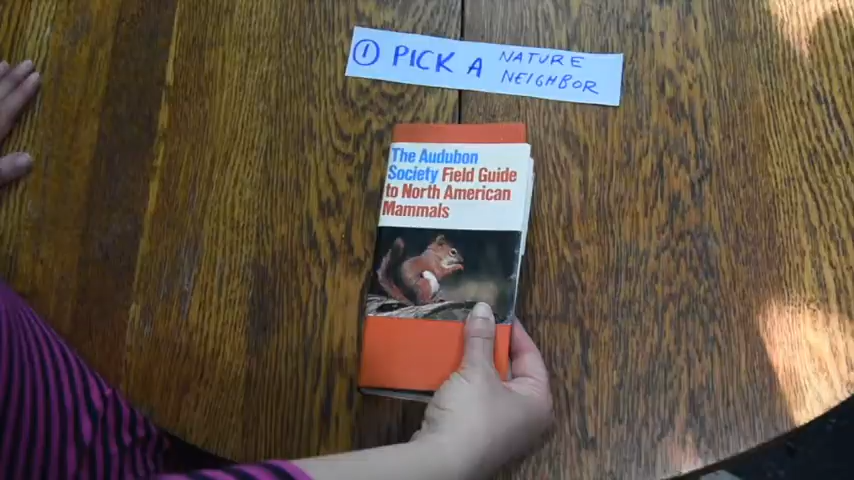 ① PICK A NATURE
NEIGHBOR
The Audubon
Society Field Guide
to North American
Mammals